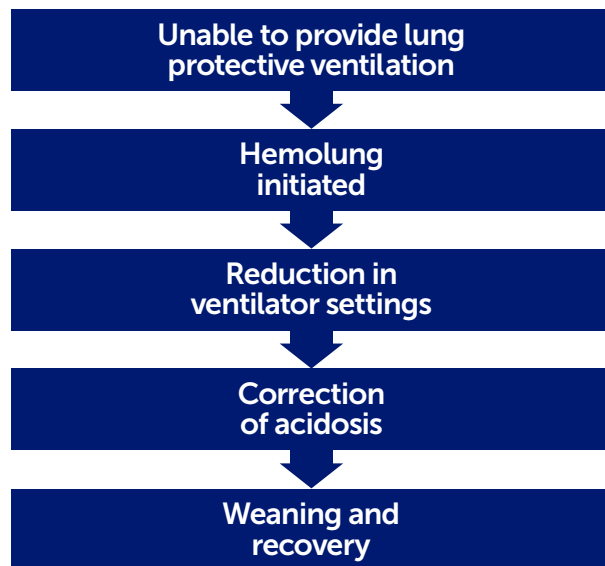 Unable to provide lung
protective ventilation
Hemolung
initiated
Reduction in
ventilator settings
Correction
of acidosis
Weaning and
recovery